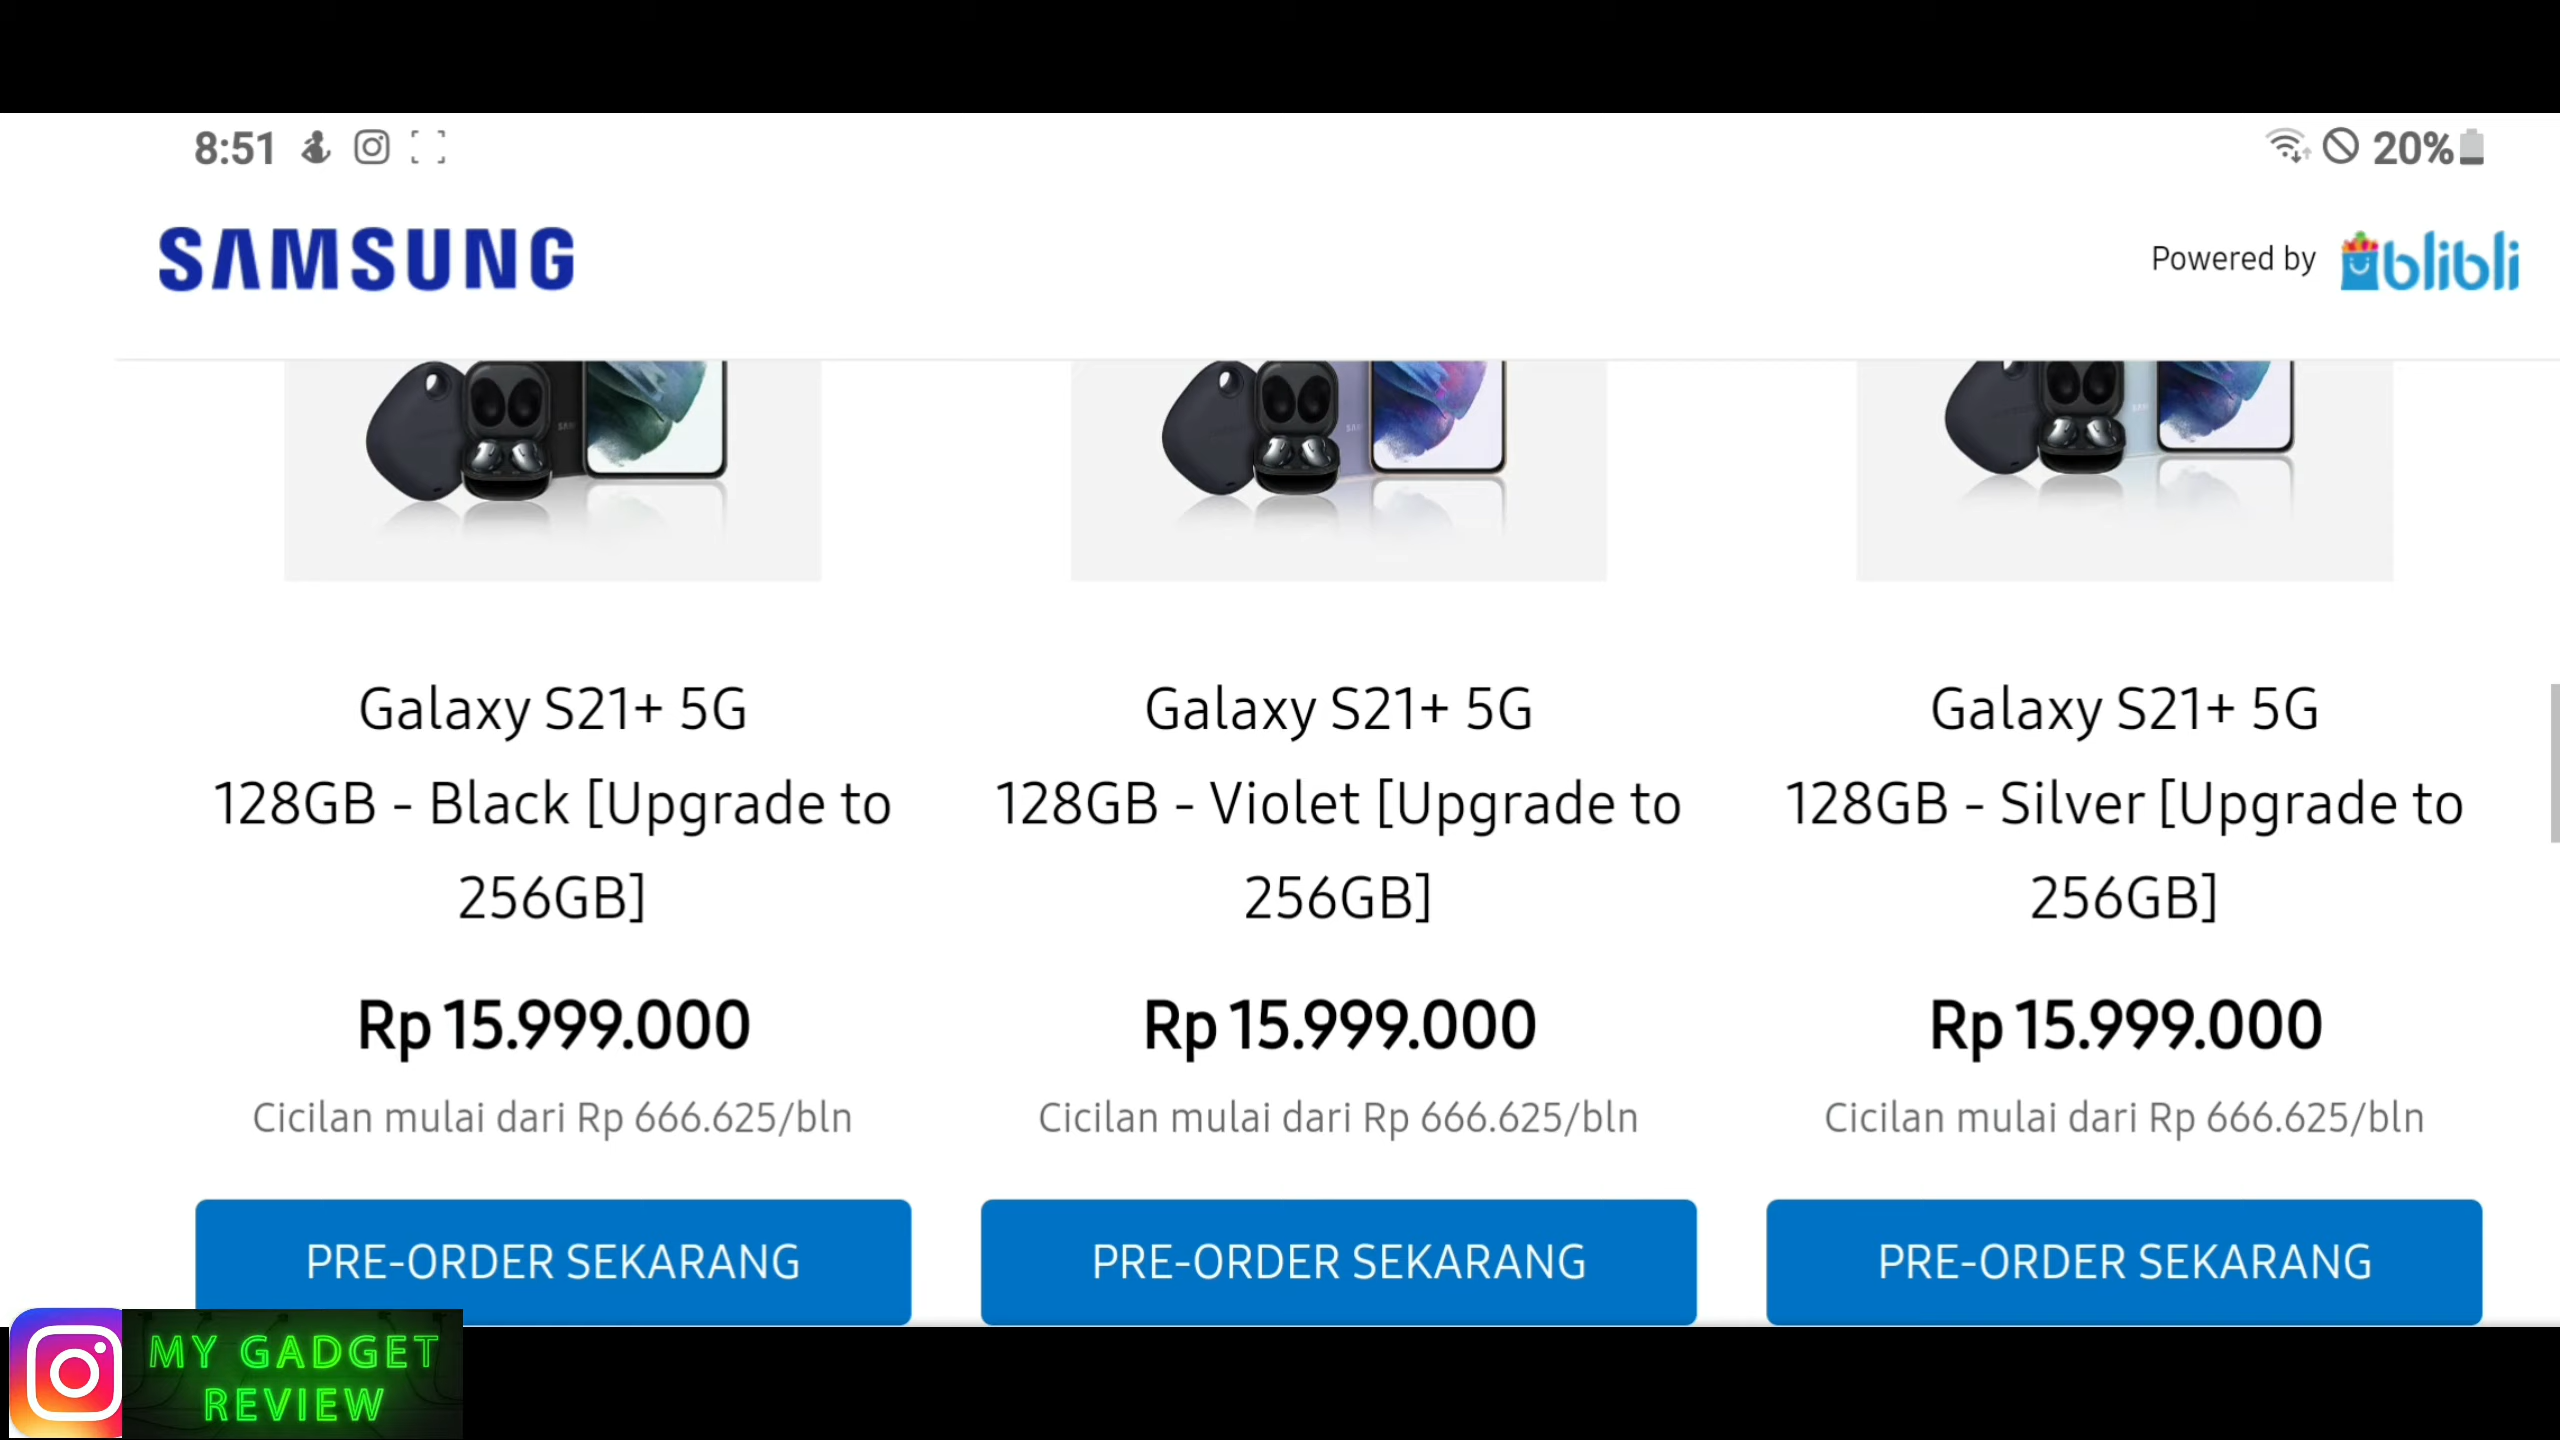 8:51
20%
SAMSUNG
Powered by blibli
Galaxy S21+ 5G
128GB - Black [Upgrade to
256GB]
Rp 15.999.000
Cicilan mulai dari Rp 666.625/bln
PRE-ORDER SEKARANG
Galaxy S21+ 5G
128GB - Violet [Upgrade to
256GB]
Rp 15.999.000
Cicilan mulai dari Rp 666.625/bln
PRE-ORDER SEKARANG
Galaxy S21+ 5G
128GB - Silver [Upgrade to
256GB]
Rp 15.999.000
Cicilan mulai dari Rp 666.625/bln
PRE-ORDER SEKARANG
MY GADGET
REVIEW